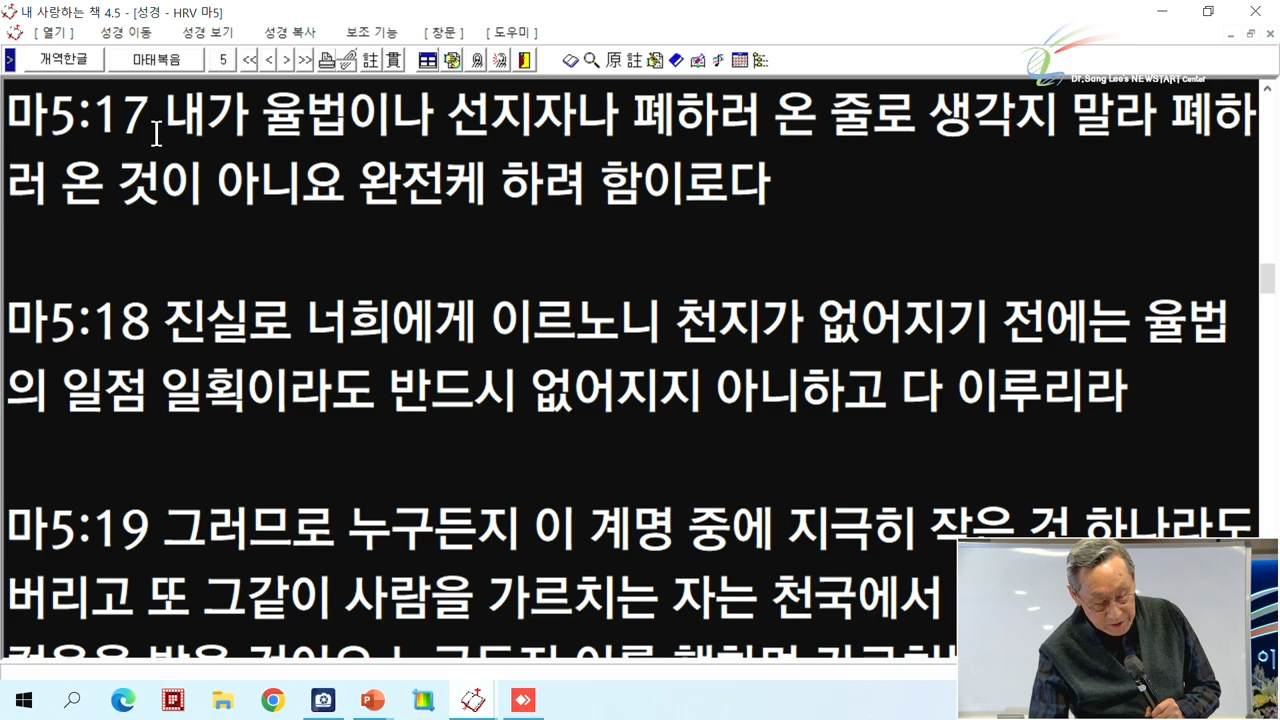 내 사랑하는 책 4.5 - [성경 - HRV 마5]
[ 열기 ] 성경 이동 성경 보기 성경 복사 보조 기능 [ 창문 ] [ 도우미 ]
개역한글 마태복음 5 << < > >> 註 貫 原 註
Dr.Sang Lee's NEWSTART Center
마5:17 내가 율법이나 선지자나 폐하러 온 줄로 생각지 말라 폐하
러 온 것이 아니요 완전케 하려 함이로다
마5:18 진실로 너희에게 이르노니 천지가 없어지기 전에는 율법
의 일점 일획이라도 반드시 없어지지 아니하고 다 이루리라
마5:19 그러므로 누구든지 이 계명 중에 지극히 작은 것 하나라도
버리고 또 그같이 사람을 가르치는 자는 천국에서